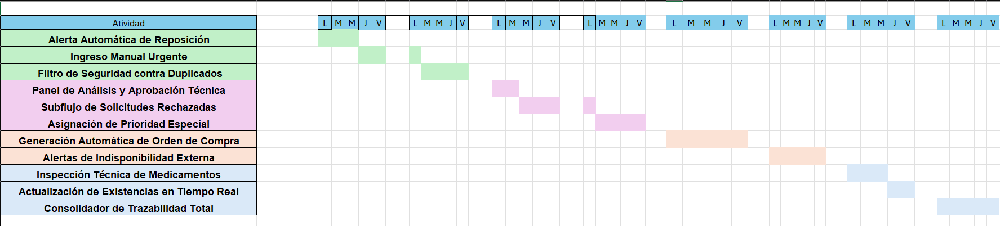 Atividad L M M J V L M M J V L M M J V L M M J V L M M J V L M M J V L M M J V L M M J V
Alerta Automática de Reposición
Ingreso Manual Urgente
Filtro de Seguridad contra Duplicados
Panel de Análisis y Aprobación Técnica
Subflujo de Solicitudes Rechazadas
Asignación de Prioridad Especial
Generación Automática de Orden de Compra
Alertas de Indisponibilidad Externa
Inspección Técnica de Medicamentos
Actualización de Existencias en Tiempo Real
Consolidador de Trazabilidad Total